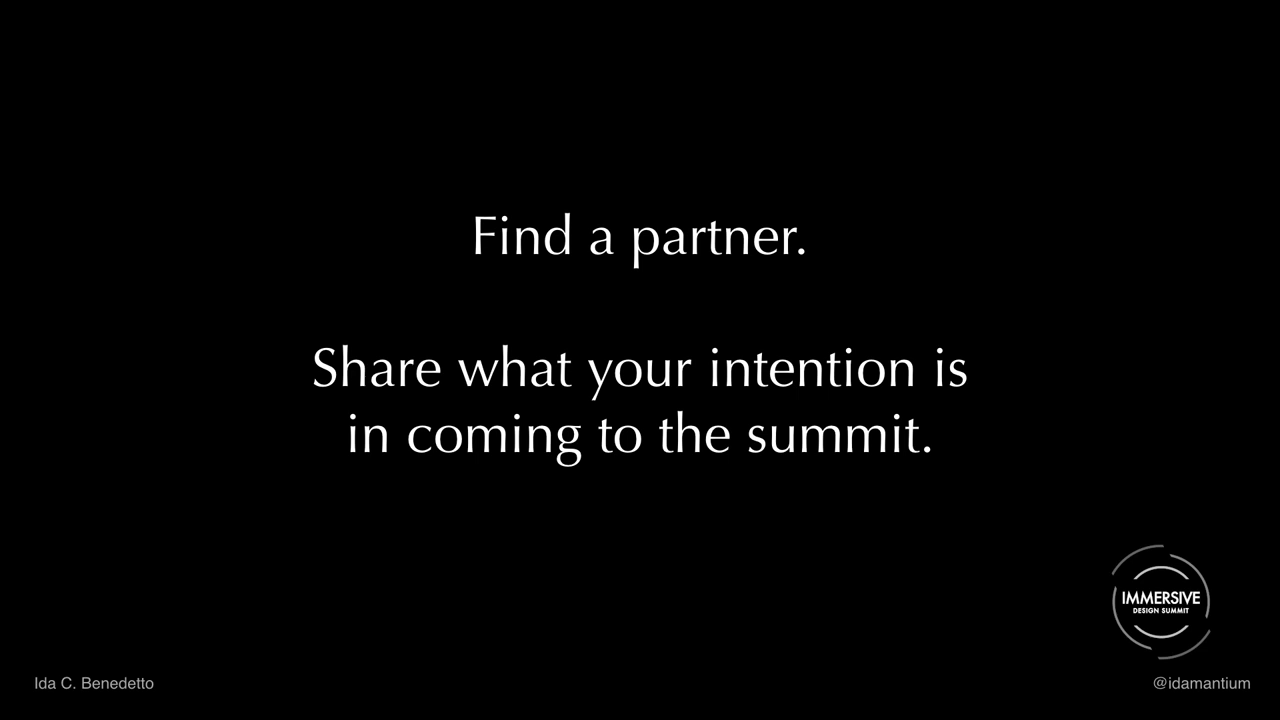 Find a partner.
Share what your intention is
in coming to the summit.
IMMERSIVE
DESIGN SUMMIT
Ida C. Benedetto
@idamantium